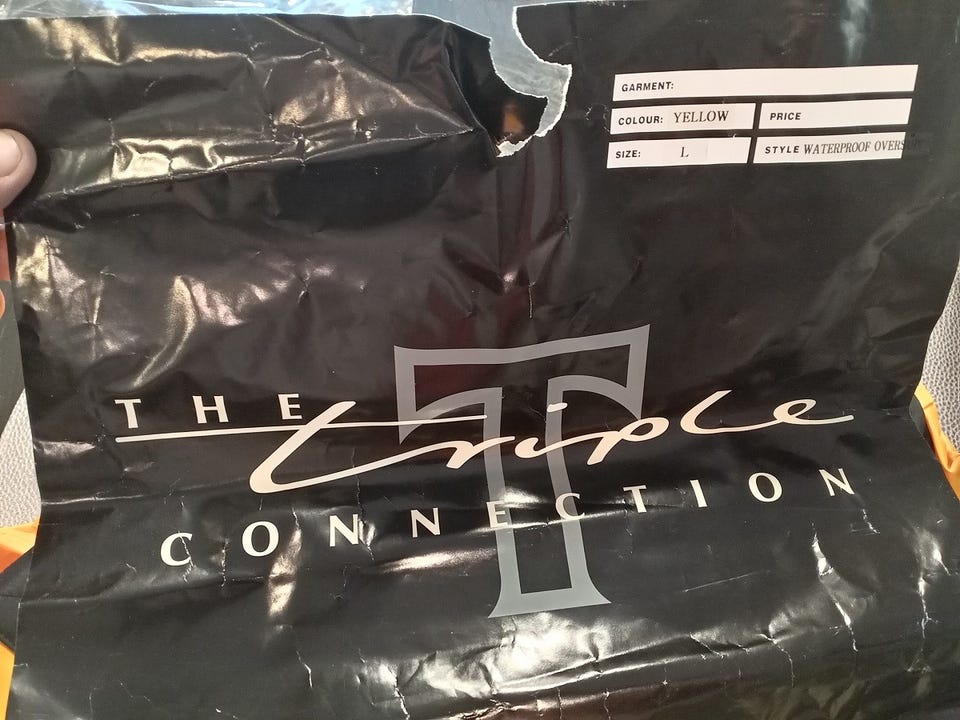 GARMENT:
COLOUR: YELLOW
PRICE
SIZE: L
STYLE WATERPROOF
T
THE
triple
CONNECTION